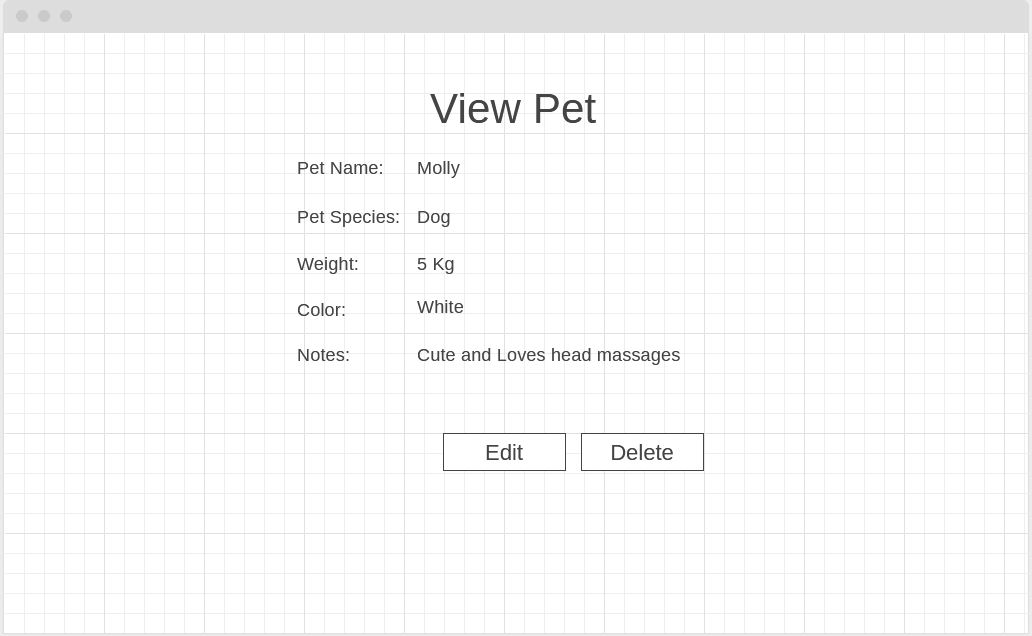 View Pet
Pet Name: Molly
Pet Species: Dog
Weight: 5 Kg
Color: White
Notes: Cute and Loves head massages
Edit Delete